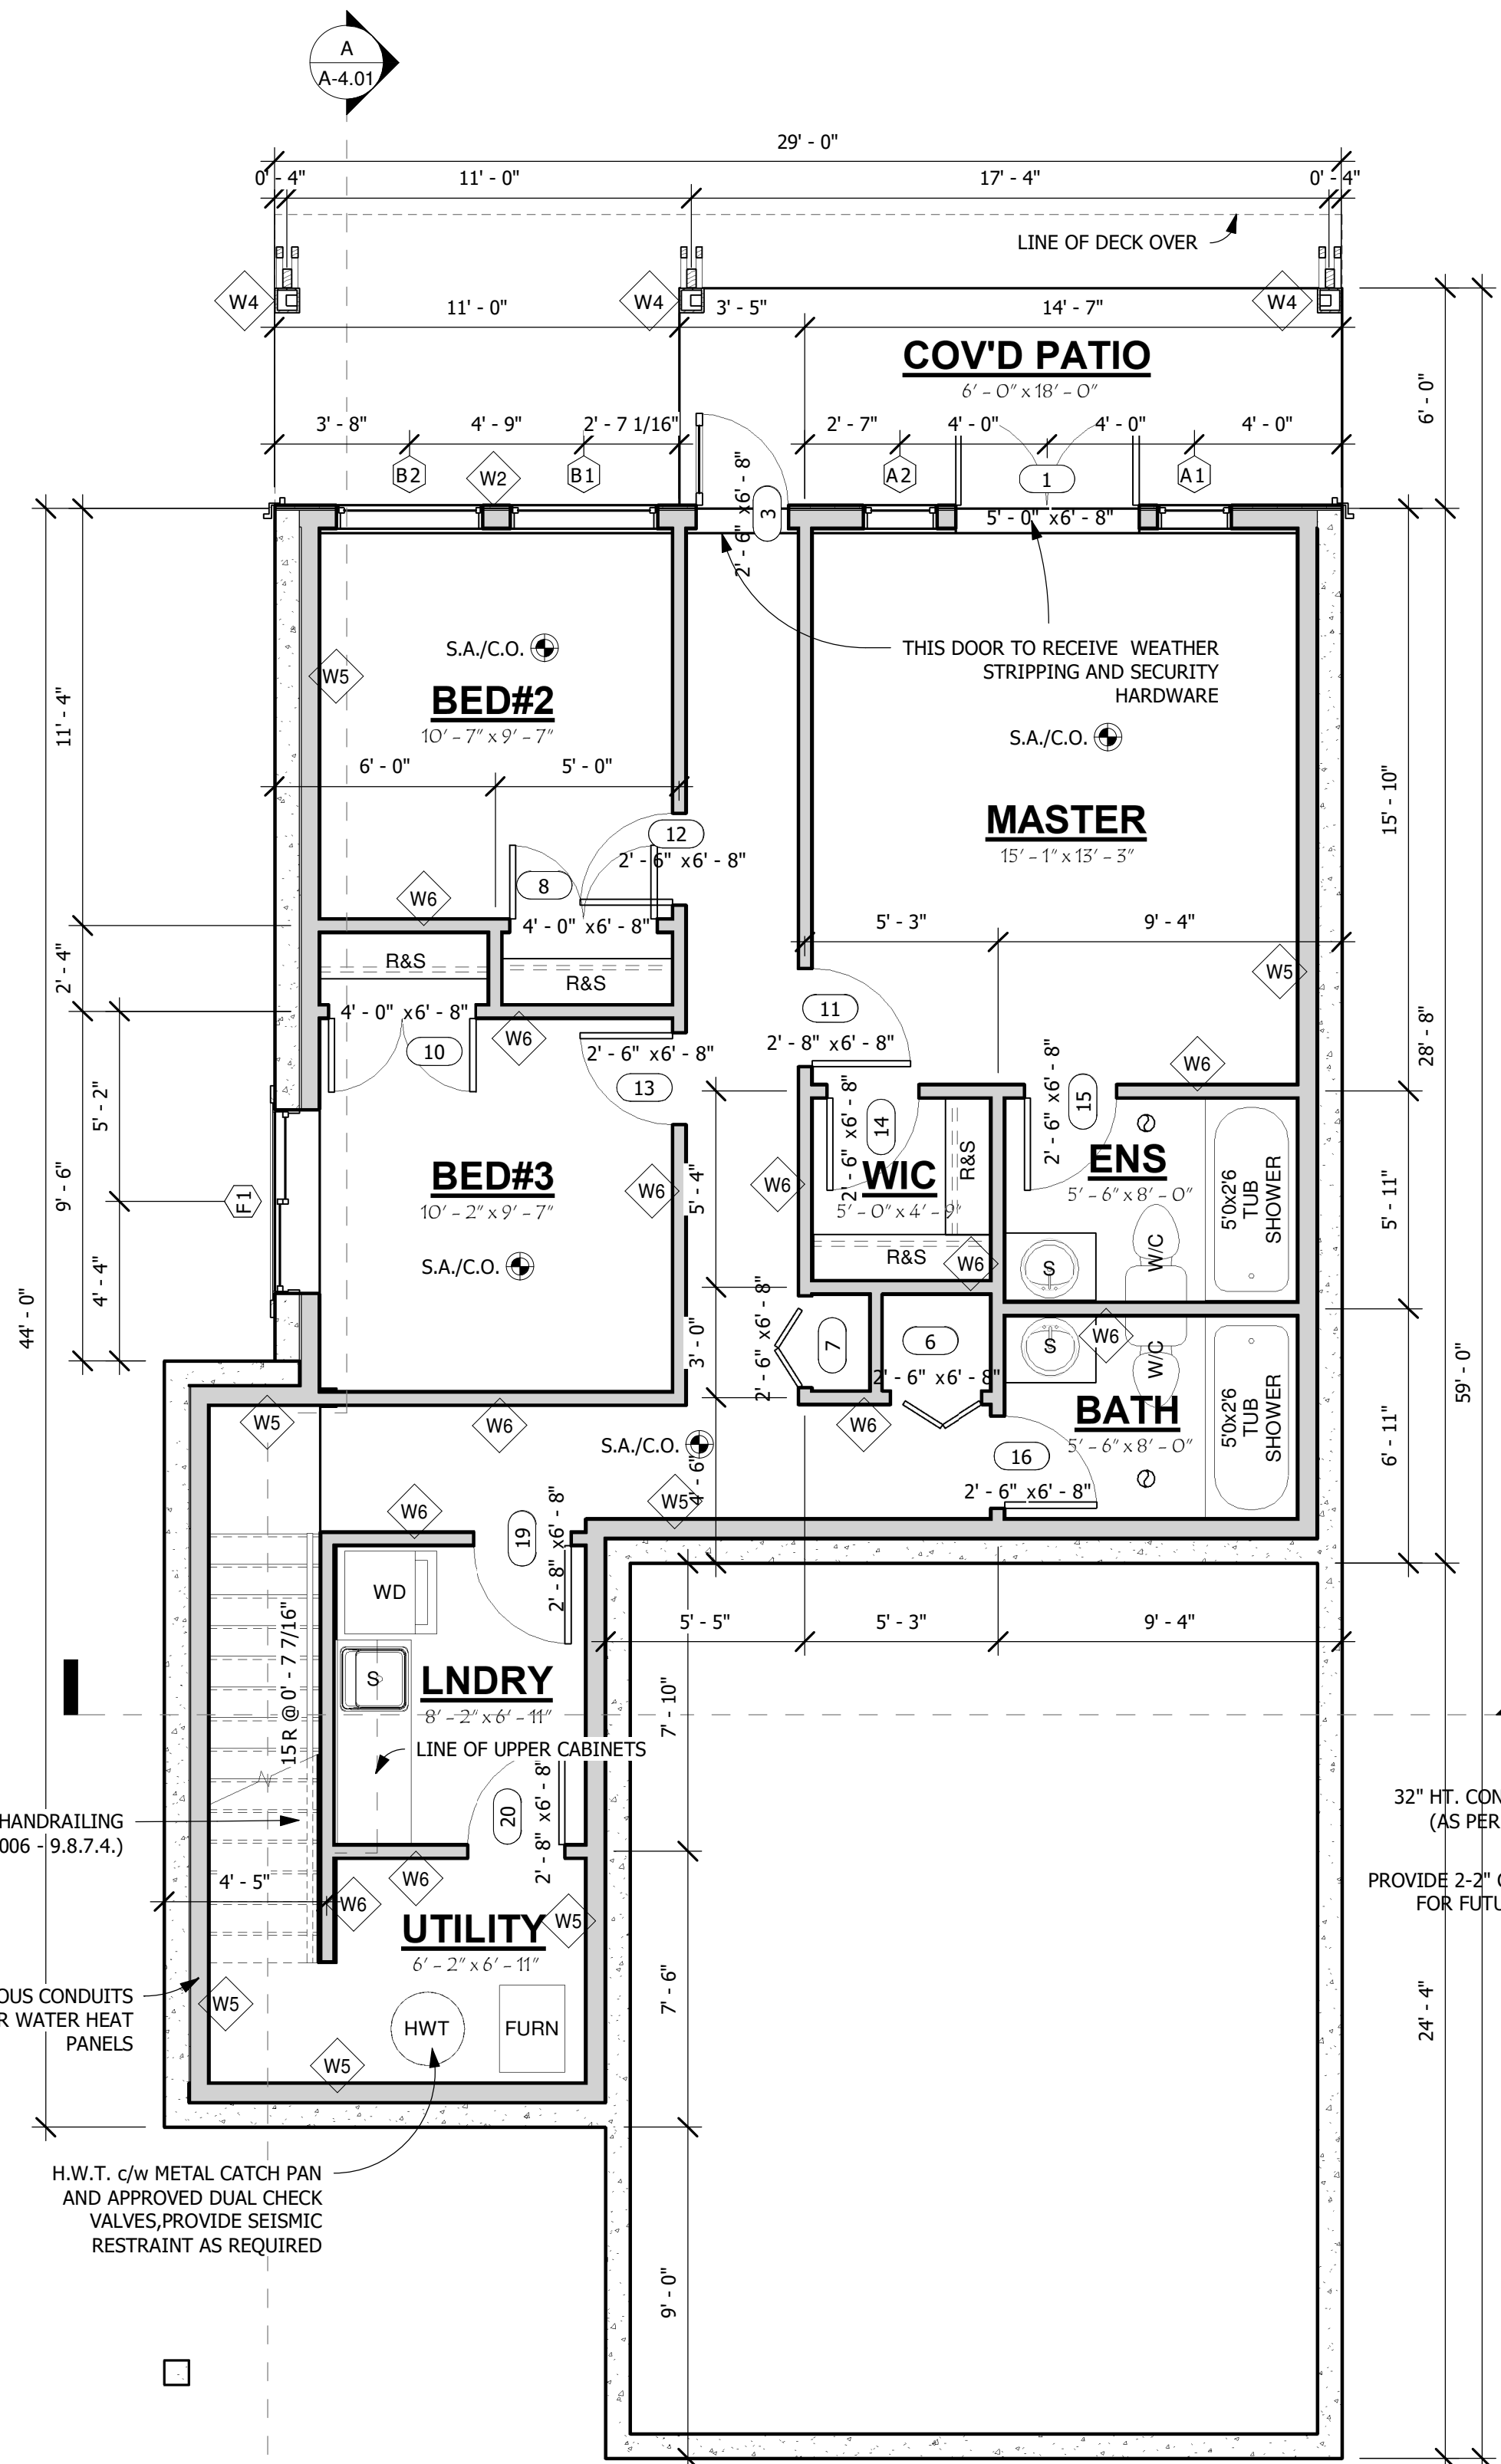 A
A-4.01
29' - 0"
0' - 4"
11' - 0"
17' - 4"
0' - 4"
LINE OF DECK OVER
W4
W4
W4
11' - 0"
3' - 5"
14' - 7"
COV'D PATIO
6' - 0" x 18' - 0"
6' - 0"
3' - 8"
4' - 9"
2' - 7 1/16"
2' - 7"
4' - 0"
4' - 0"
4' - 0"
B2
W2
B1
A2
1
A1
3
2' - 6" x6' - 8"
5' - 0" x6' - 8"
S.A./C.O.
THIS DOOR TO RECEIVE WEATHER
STRIPPING AND SECURITY
HARDWARE
W5
BED#2
10' - 7" x 9' - 7"
11' - 4"
S.A./C.O.
6' - 0"
5' - 0"
MASTER
15' - 1" x 13' - 3"
15' - 10"
12
2' - 6" x6' - 8"
8
W6
4' - 0" x6' - 8"
5' - 3"
9' - 4"
R&S
R&S
2' - 4"
W5
4' - 0" x6' - 8"
11
2' - 8" x6' - 8"
W6
10
2' - 6" x6' - 8"
13
28' - 8"
W6
5' - 2"
2' - 6" x6' - 8"
14
2' - 6" x6' - 8"
15
BED#3
10' - 2" x 9' - 7"
W6
5' - 4"
W6
WIC
5' - 0" x 4' - 9"
R&S
ENS
5' - 6" x 8' - 0"
5'0x2'6
TUB
SHOWER
5' - 11"
9' - 6"
F1
R&S
W6
S
W/C
S.A./C.O.
4' - 4"
44' - 0"
3' - 0"
2' - 6" x6' - 8"
7
6
2' - 6" x6' - 8"
S
W6
W/C
59' - 0"
W5
W6
W6
BATH
5' - 6" x 8' - 0"
5'0x2'6
TUB
SHOWER
6' - 11"
S.A./C.O.
4' - 6"
16
2' - 6" x6' - 8"
W6
W5
19
2' - 8" x6' - 8"
WD
15 R @ 0' - 7 7/16"
5' - 5"
5' - 3"
9' - 4"
S
LNDRY
8' - 2" x 6' - 11"
7' - 10"
LINE OF UPPER CABINETS
20
2' - 8" x6' - 8"
HANDRAILING
006 - 9.8.7.4.)
32" HT. CON
(AS PER
4' - 5"
W6
W6
PROVIDE 2-2" C
FOR FUTU
UTILITY
6' - 2" x 6' - 11"
W5
OUS CONDUITS
R WATER HEAT
PANELS
W5
7' - 6"
24' - 4"
HWT
FURN
W5
H.W.T. c/w METAL CATCH PAN
AND APPROVED DUAL CHECK
VALVES,PROVIDE SEISMIC
RESTRAINT AS REQUIRED
9' - 0"